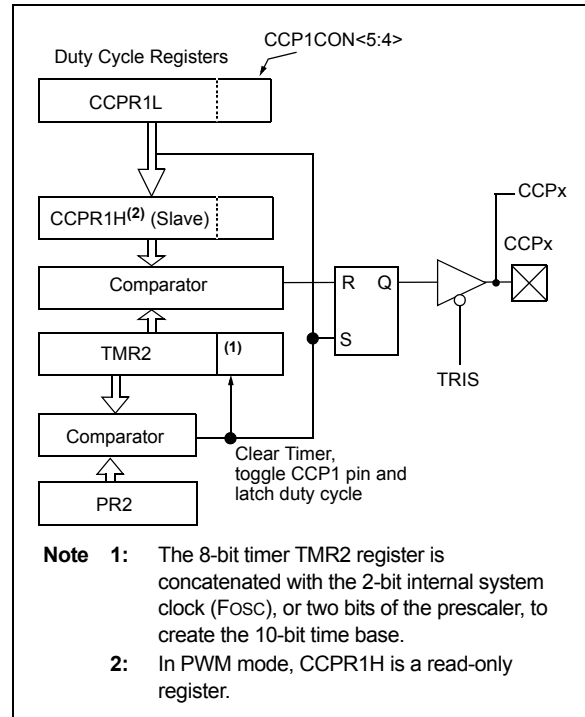 CCP1CON<5:4>
Duty Cycle Registers
CCPR1L
CCPR1H(2) (Slave)
CCPx
CCPx
Comparator
R Q
S
TMR2 (1)
TRIS
Comparator
Clear Timer,
toggle CCP1 pin and
latch duty cycle
PR2
Note 1: The 8-bit timer TMR2 register is
concatenated with the 2-bit internal system
clock (FOSC), or two bits of the prescaler, to
create the 10-bit time base.
2: In PWM mode, CCPR1H is a read-only
register.